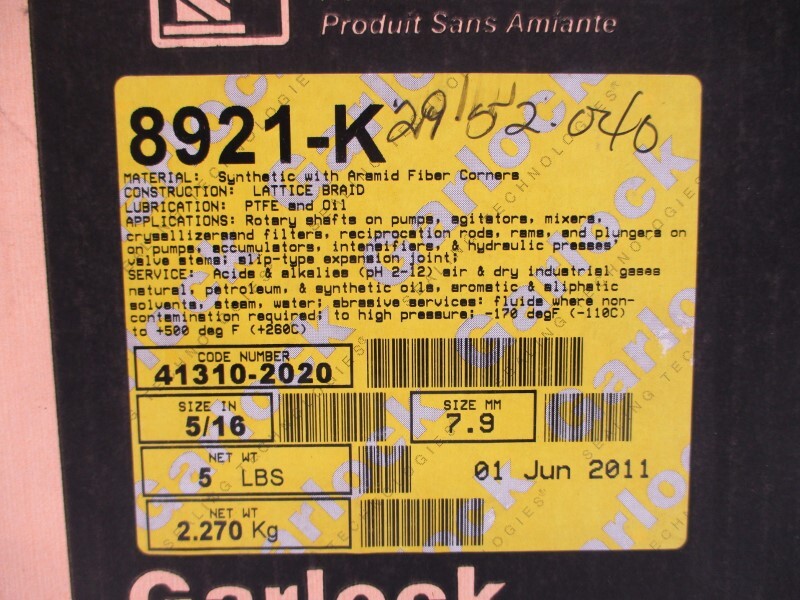 Produit Sans Amiante
8921-K 29 52.040
MATERIAL: Synthetic with Aramid Fiber Corners
CONSTRUCTION: LATTICE BRAID
LUBRICATION: PTFE and Oil
APPLICATIONS: Rotary shafts on pumps, agitators, mixers,
crysallizersand filters, reciprocation rods, rams, and plungers on
on pumps, accumulators, intensifiers, & hydraulic presses
valve stems; slip-type expansion joint;
SERVICE: Acids & alkalies (pH 2-12) air & dry industrial gases
natural, petroleum, & synthetic oils, aromatic & aliphatic
solvents, steam, water; abrasive services: fluids where non-
contamination required; to high pressure; -170 degF (-110C)
to +500 deg F (+260C)
CODE NUMBER
41310-2020
SIZE IN
5/16
SIZE MM
7.9
NET WT
5 LBS
01 Jun 2011
NET WT
2.270 Kg
Garlock